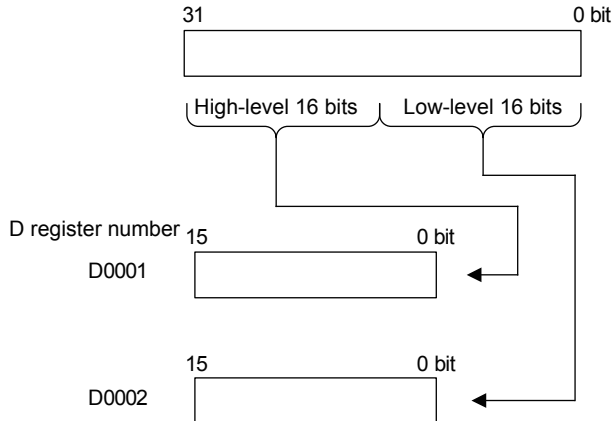 31 0 bit
High-level 16 bits Low-level 16 bits
D register number 15 0 bit
D0001
15 0 bit
D0002